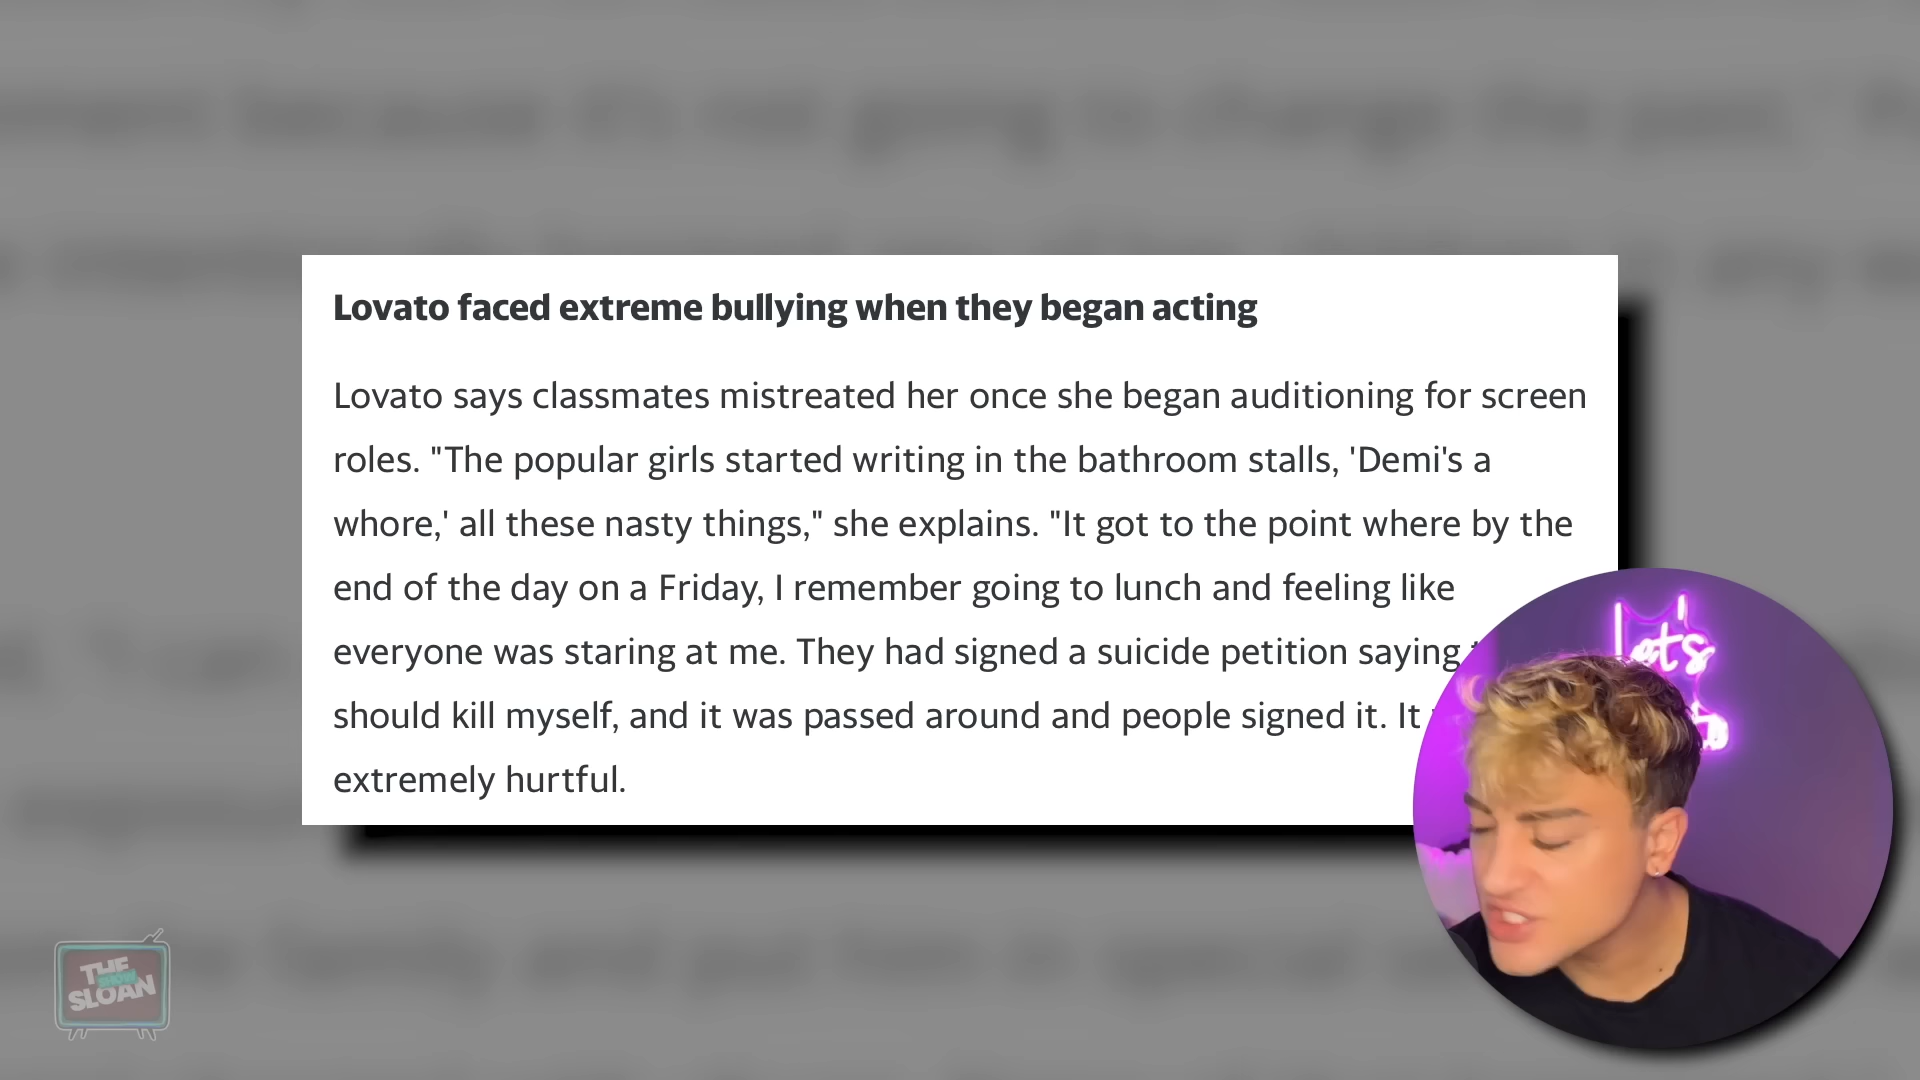 Lovato faced extreme bullying when they began acting
Lovato says classmates mistreated her once she began auditioning for screen
roles. "The popular girls started writing in the bathroom stalls, 'Demi's a
whore,' all these nasty things," she explains. "It got to the point where by the
end of the day on a Friday, I remember going to lunch and feeling like
everyone was staring at me. They had signed a suicide petition saying
should kill myself, and it was passed around and people signed it. It
extremely hurtful.
Let's
THE
SHOW
SLOAN